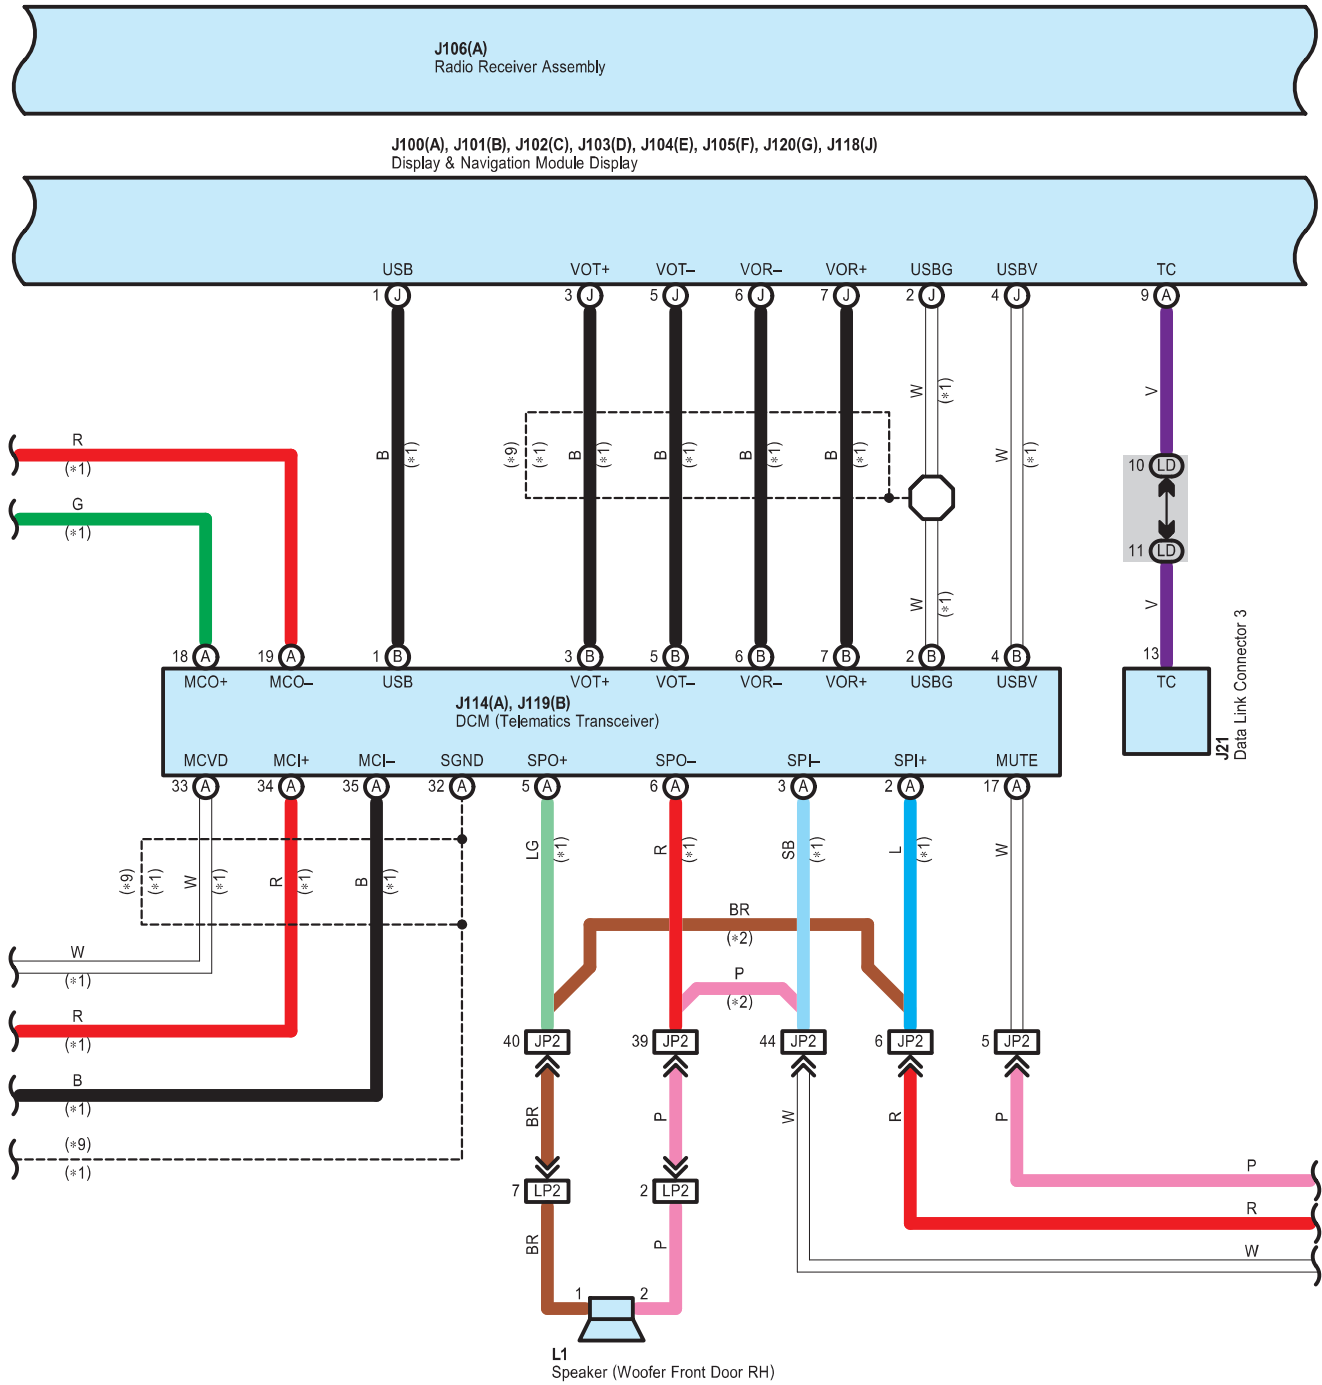 J106(A)
Radio Receiver Assembly
J100(A), J101(B), J102(C), J103(D), J104(E), J105(F), J120(G), J118(J)
Display & Navigation Module Display
USB VOT+ VOT– VOR– VOR+ USBG USBV TC
1 J 3 J 5 J 6 J 7 J 2 J 4 J 9 A
W (*1) V
R
(*1)
B (*1) (*9) (*1) B (*1) B (*1) B (*1) B (*1) W (*1)
10 LD
G
(*1)
11 LD
W (*1) V
18 A 19 A 1 B 3 B 5 B 6 B 7 B 2 B 4 B 13
MCO+ MCO– USB VOT+ VOT– VOR– VOR+ USBG USBV TC
J114(A), J119(B)
DCM (Telematics Transceiver)
J21
Data Link Connector 3
MCVD MCI+ MCI– SGND SPO+ SPO– SPI– SPI+ MUTE
33 A 34 A 35 A 32 A 5 A 6 A 3 A 2 A 17 A
LG (*1) R (*1) SB (*1) L (*1) W
(*9) (*1) W (*1) R (*1) B (*1)
BR
(*2)
W
(*1)
P
(*2)
R
(*1)
40 JP2 39 JP2 44 JP2 6 JP2 5 JP2
B
(*1)
BR P W R P
(*9)
(*1)
P
7 LP2 2 LP2
R
BR P W
1 2
L1
Speaker (Woofer Front Door RH)